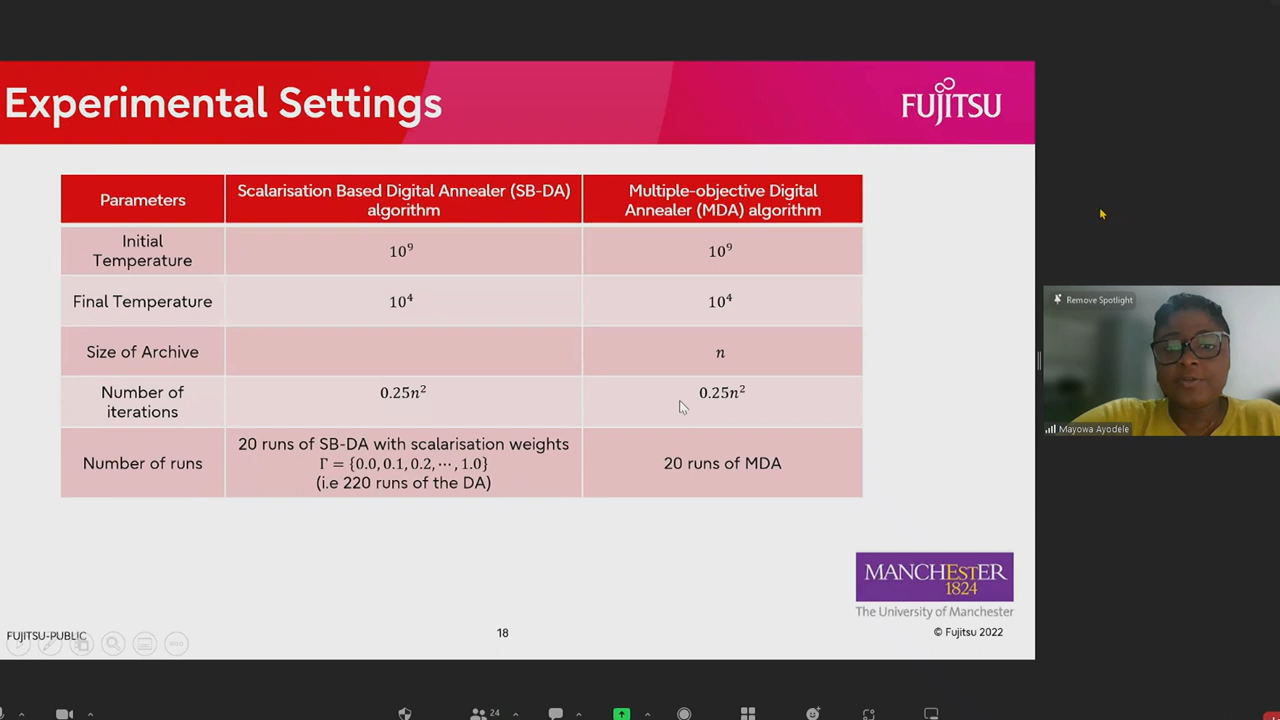 Experimental Settings
FUJITSU
Parameters
Scalarisation Based Digital Annealer (SB-DA)
algorithm
Multiple-objective Digital
Annealer (MDA) algorithm
Initial
Temperature
10⁹
10⁹
Final Temperature
10⁴
10⁴
Size of Archive
n
Number of
iterations
0.25n²
0.25n²
Number of runs
20 runs of SB-DA with scalarisation weights
Γ = {0.0, 0.1, 0.2, ⋯, 1.0}
(i.e 220 runs of the DA)
20 runs of MDA
Remove Spotlight
Mayowa Ayodele
MANCHESTER
1824
The University of Manchester
FUJITSU-PUBLIC
18
© Fujitsu 2022
24